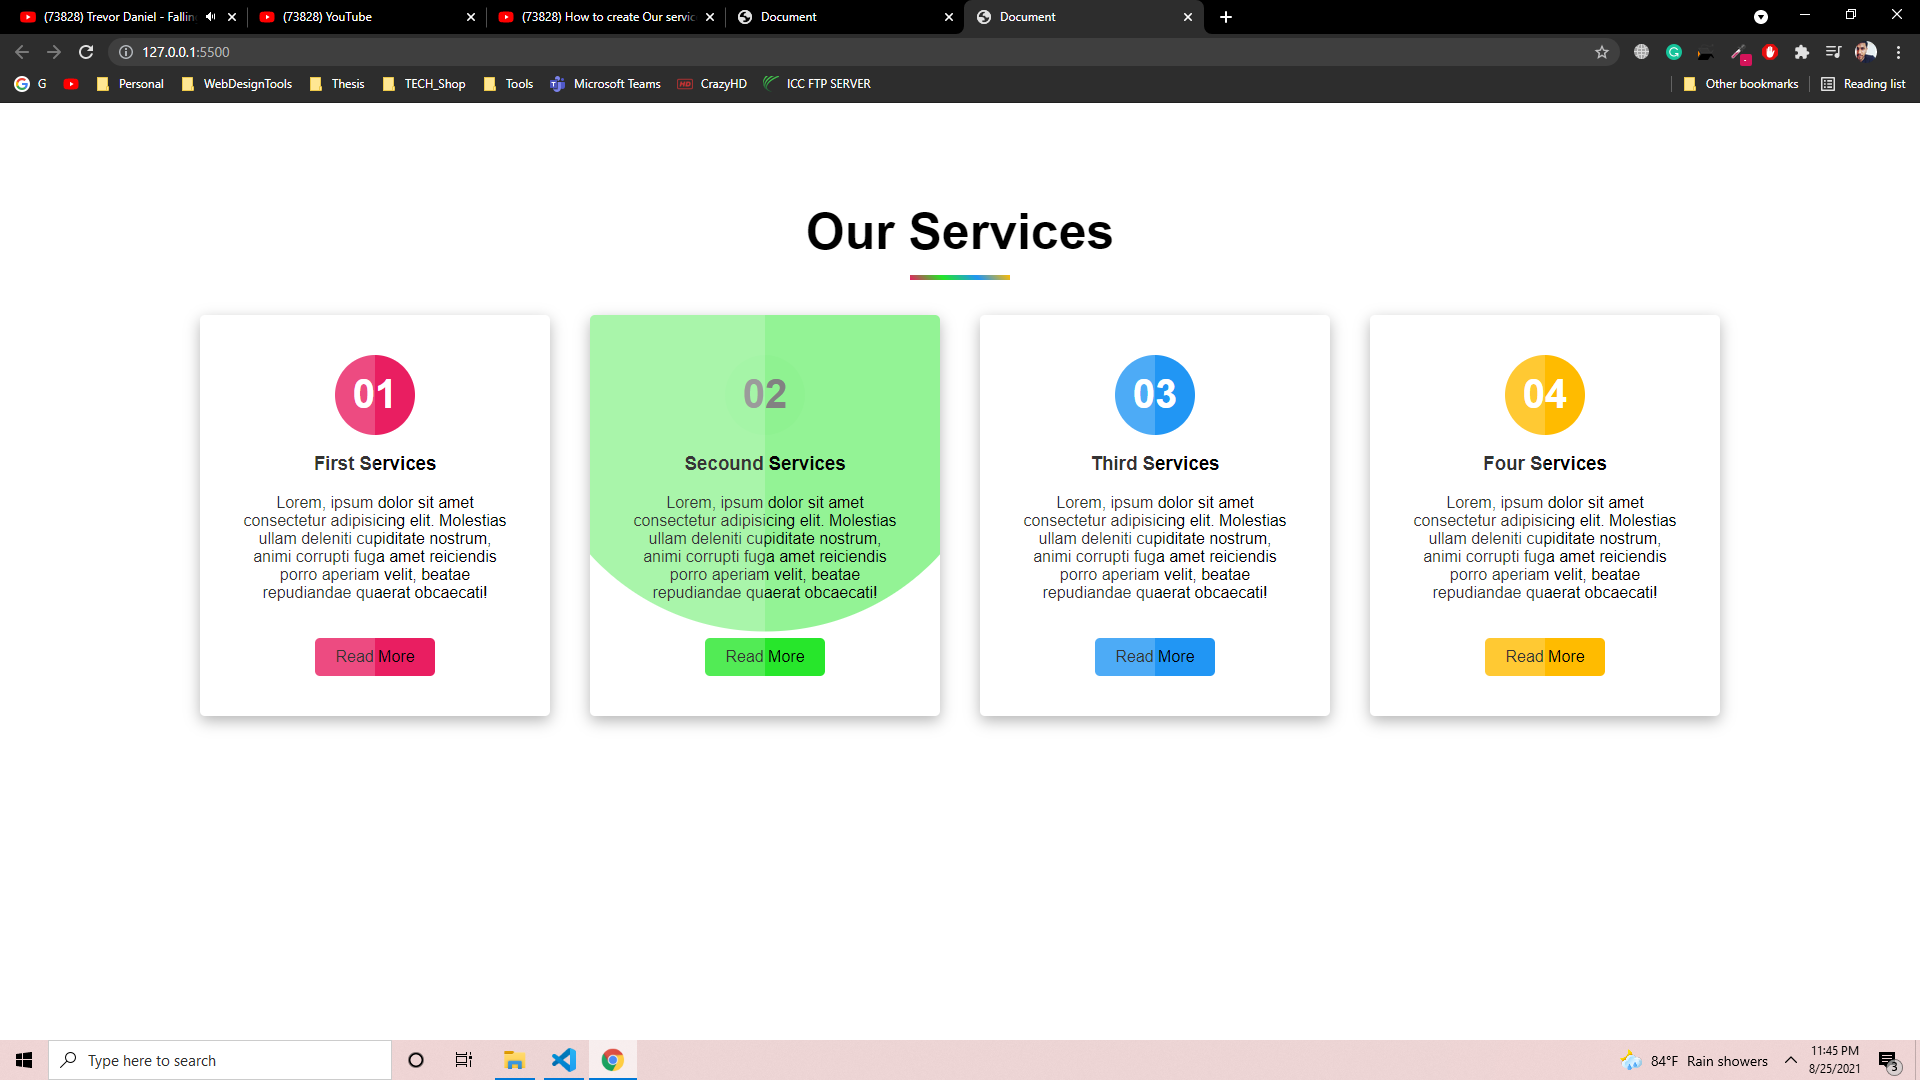 (73828) Trevor Daniel - Fallin
(73828) YouTube
(73828) How to create Our servic
Document
Document
127.0.0.1:5500
G
Personal
WebDesignTools
Thesis
TECH_Shop
Tools
Microsoft Teams
HD
CrazyHD
ICC FTP SERVER
Other bookmarks
Reading list
Our Services
01
First Services
Lorem, ipsum dolor sit amet
consectetur adipisicing elit. Molestias
ullam deleniti cupiditate nostrum,
animi corrupti fuga amet reiciendis
porro aperiam velit, beatae
repudiandae quaerat obcaecati!
Read More
02
Secound Services
Lorem, ipsum dolor sit amet
consectetur adipisicing elit. Molestias
ullam deleniti cupiditate nostrum,
animi corrupti fuga amet reiciendis
porro aperiam velit, beatae
repudiandae quaerat obcaecati!
Read More
03
Third Services
Lorem, ipsum dolor sit amet
consectetur adipisicing elit. Molestias
ullam deleniti cupiditate nostrum,
animi corrupti fuga amet reiciendis
porro aperiam velit, beatae
repudiandae quaerat obcaecati!
Read More
04
Four Services
Lorem, ipsum dolor sit amet
consectetur adipisicing elit. Molestias
ullam deleniti cupiditate nostrum,
animi corrupti fuga amet reiciendis
porro aperiam velit, beatae
repudiandae quaerat obcaecati!
Read More
Type here to search
84°F Rain showers
11:45 PM
8/25/2021
3